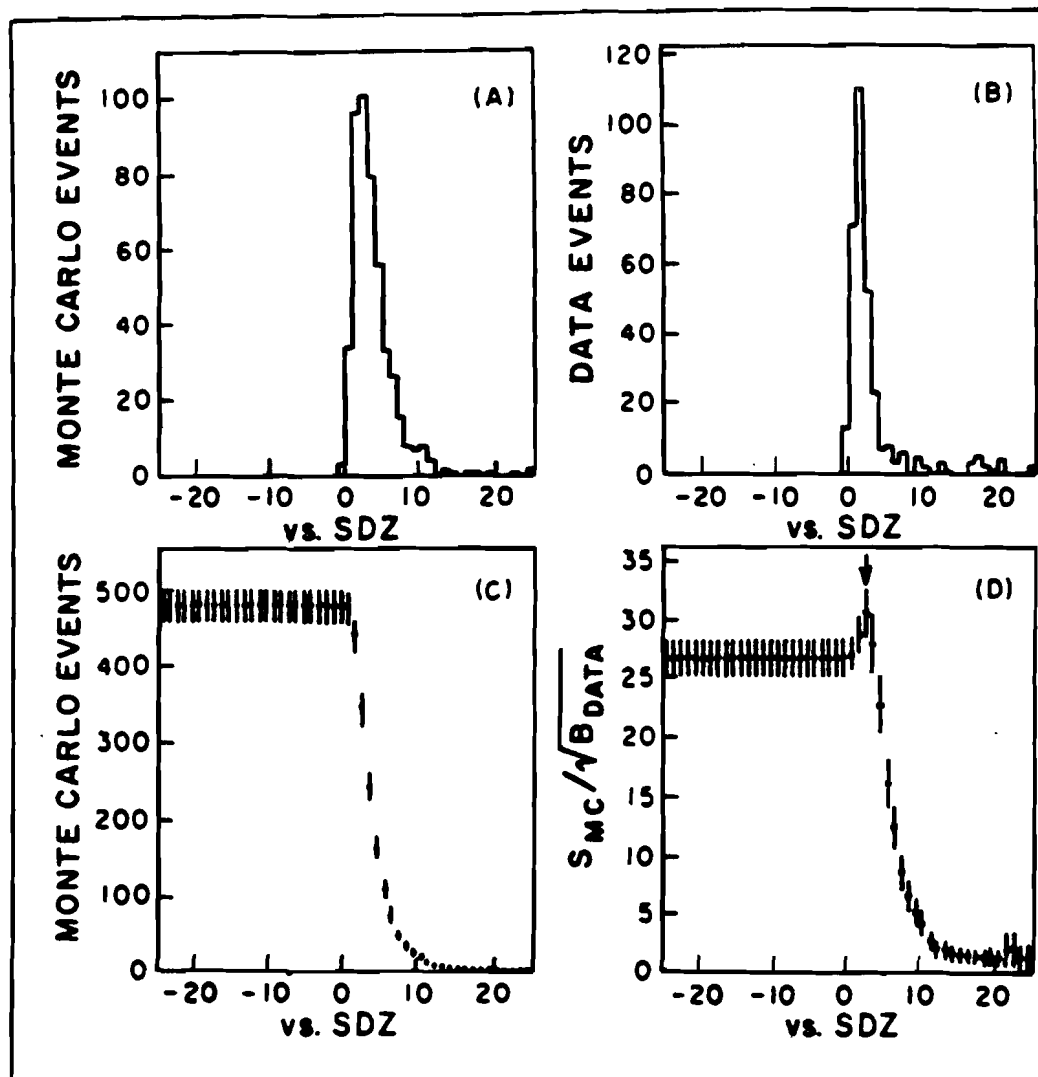 MONTE CARLO EVENTS
100
80
60
40
20
0
(A)
-20 -10 0 10 20
vs. SDZ
DATA EVENTS
120
100
80
60
40
20
0
(B)
-20 -10 0 10 20
vs. SDZ
MONTE CARLO EVENTS
500
400
300
200
100
0
(C)
-20 -10 0 10 20
vs. SDZ
S_MC/√B_DATA
35
30
25
20
15
10
5
0
(D)
-20 -10 0 10 20
vs. SDZ